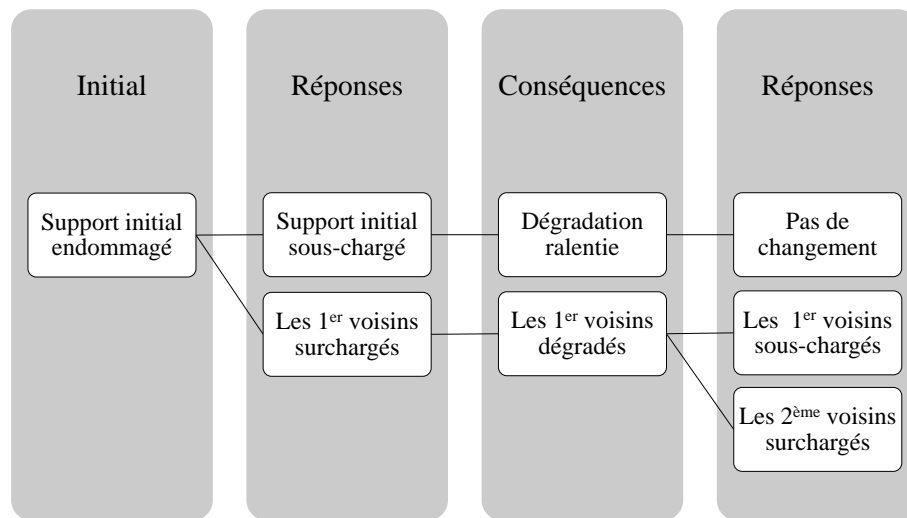 Initial
Réponses
Conséquences
Réponses
Support initial
endommagé
Support initial
sous-chargé
Dégradation
ralentie
Pas de
changement
Les 1er voisins
surchargés
Les 1er voisins
dégradés
Les 1er voisins
sous-chargés
Les 2ème voisins
surchargés